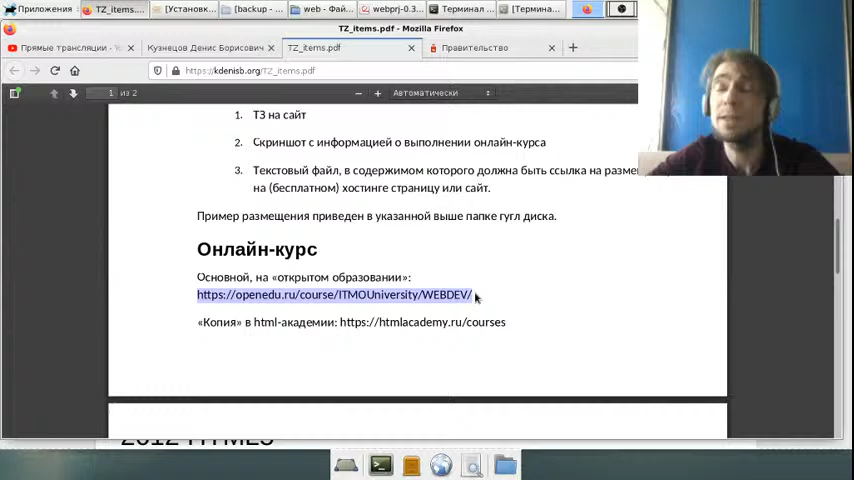 Приложения
TZ_items....
[Установк...
[backup - ...
web - Фай...
webprj-0.3...
Терминал ...
[Термина...
TZ_items.pdf — Mozilla Firefox
Прямые трансляции - You
Кузнецов Денис Борисович
TZ_items.pdf
Правительство
https://kdenisb.org/TZ_items.pdf
1 из 2
Автоматически
1. ТЗ на сайт
2. Скриншот с информацией о выполнении онлайн-курса
3. Текстовый файл, в содержимом которого должна быть ссылка на разме
на (бесплатном) хостинге страницу или сайт.
Пример размещения приведен в указанной выше папке гугл диска.
Онлайн-курс
Основной, на «открытом образовании»:
https://openedu.ru/course/ITMOUniversity/WEBDEV/
«Копия» в html-академии: https://htmlacademy.ru/courses
2012 HTML5